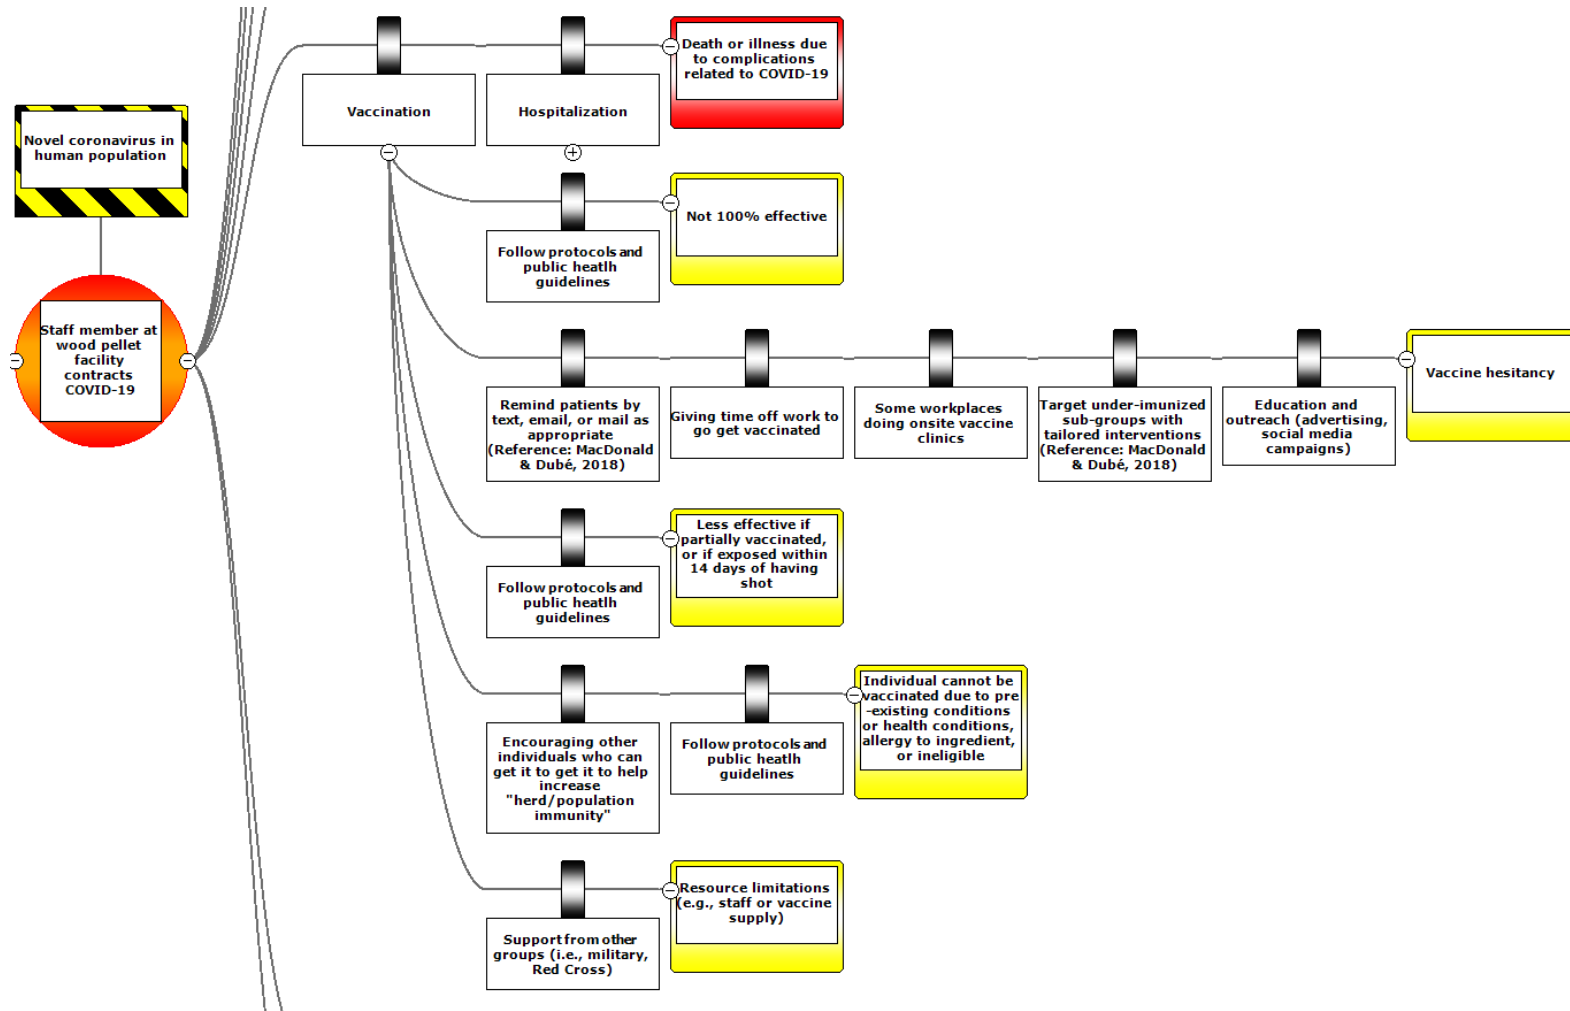 Novel coronavirus in
human population
Staff member at
wood pellet
facility
contracts
COVID-19
Vaccination
Hospitalization
Death or illness due
to complications
related to COVID-19
Follow protocols and
public heatlh
guidelines
Not 100% effective
Remind patients by
text, email, or mail as
appropriate
(Reference: MacDonald
& Dubé, 2018)
Giving time off work to
go get vaccinated
Some workplaces
doing onsite vaccine
clinics
Target under-imunized
sub-groups with
tailored interventions
(Reference: MacDonald
& Dubé, 2018)
Education and
outreach (advertising,
social media
campaigns)
Vaccine hesitancy
Follow protocols and
public heatlh
guidelines
Less effective if
partially vaccinated,
or if exposed within
14 days of having
shot
Encouraging other
individuals who can
get it to get it to help
increase
"herd/population
immunity"
Follow protocols and
public heatlh
guidelines
Individual cannot be
vaccinated due to pre
-existing conditions
or health conditions,
allergy to ingredient,
or ineligible
Support from other
groups (i.e., military,
Red Cross)
Resource limitations
(e.g., staff or vaccine
supply)